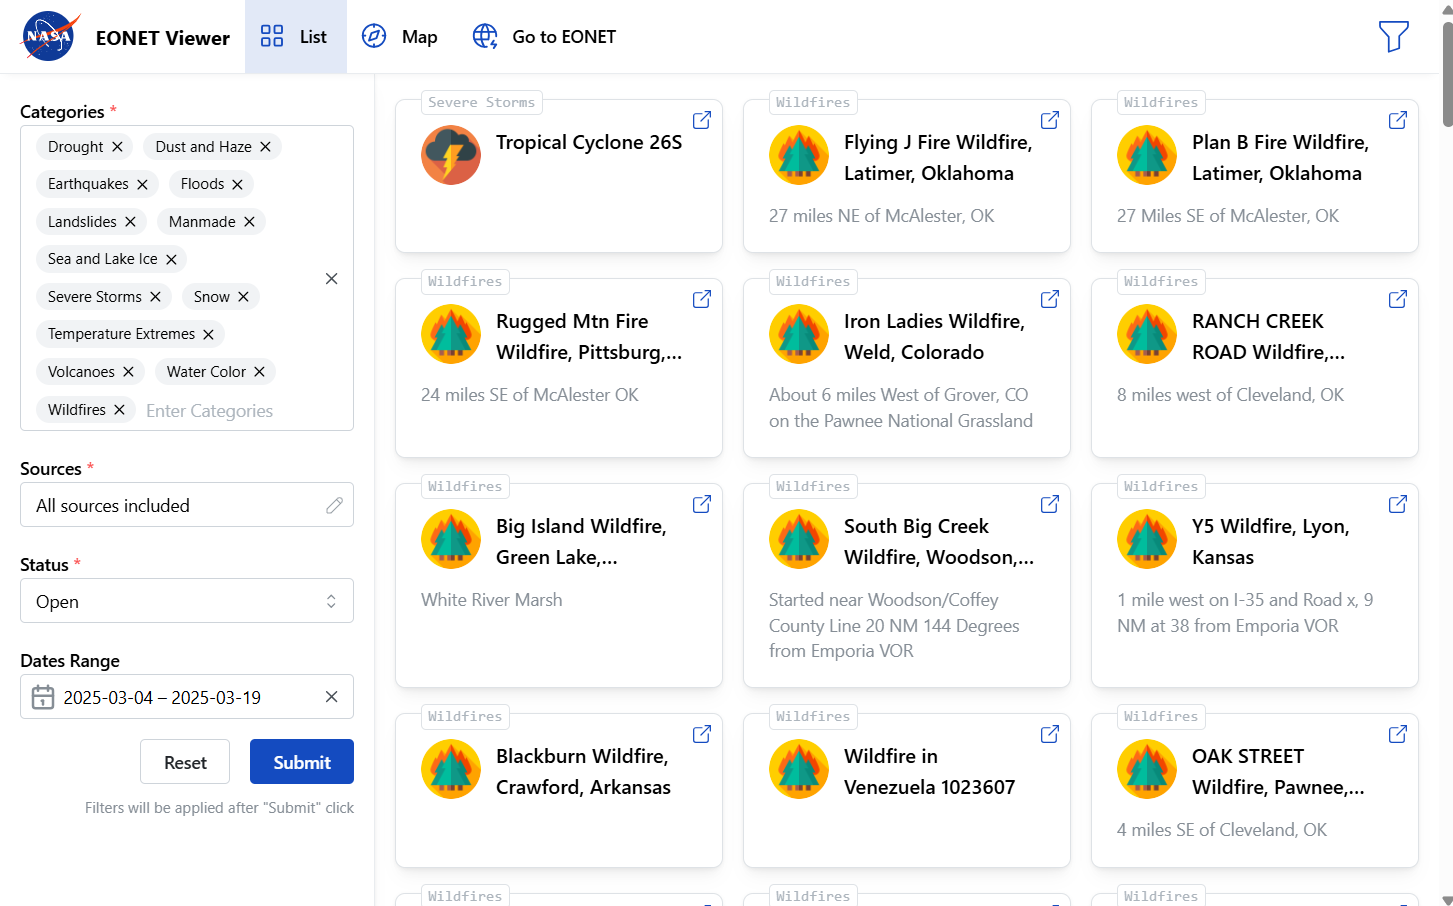 NASA
EONET Viewer
List
Map
Go to EONET
Categories *
Drought
Dust and Haze
Earthquakes
Floods
Landslides
Manmade
Sea and Lake Ice
Severe Storms
Snow
Temperature Extremes
Volcanoes
Water Color
Wildfires
Enter Categories
Sources *
All sources included
Status *
Open
Dates Range
1
2025-03-04 – 2025-03-19
Reset
Submit
Filters will be applied after "Submit" click
Severe Storms
Tropical Cyclone 26S
Wildfires
Flying J Fire Wildfire,
Latimer, Oklahoma
27 miles NE of McAlester, OK
Wildfires
Plan B Fire Wildfire,
Latimer, Oklahoma
27 Miles SE of McAlester, OK
Wildfires
Rugged Mtn Fire
Wildfire, Pittsburg,...
24 miles SE of McAlester OK
Wildfires
Iron Ladies Wildfire,
Weld, Colorado
About 6 miles West of Grover, CO
on the Pawnee National Grassland
Wildfires
RANCH CREEK
ROAD Wildfire,...
8 miles west of Cleveland, OK
Wildfires
Big Island Wildfire,
Green Lake,...
White River Marsh
Wildfires
South Big Creek
Wildfire, Woodson,...
Started near Woodson/Coffey
County Line 20 NM 144 Degrees
from Emporia VOR
Wildfires
Y5 Wildfire, Lyon,
Kansas
1 mile west on I-35 and Road x, 9
NM at 38 from Emporia VOR
Wildfires
Blackburn Wildfire,
Crawford, Arkansas
Wildfires
Wildfire in
Venezuela 1023607
Wildfires
OAK STREET
Wildfire, Pawnee,...
4 miles SE of Cleveland, OK
Wildfires
Wildfires
Wildfires